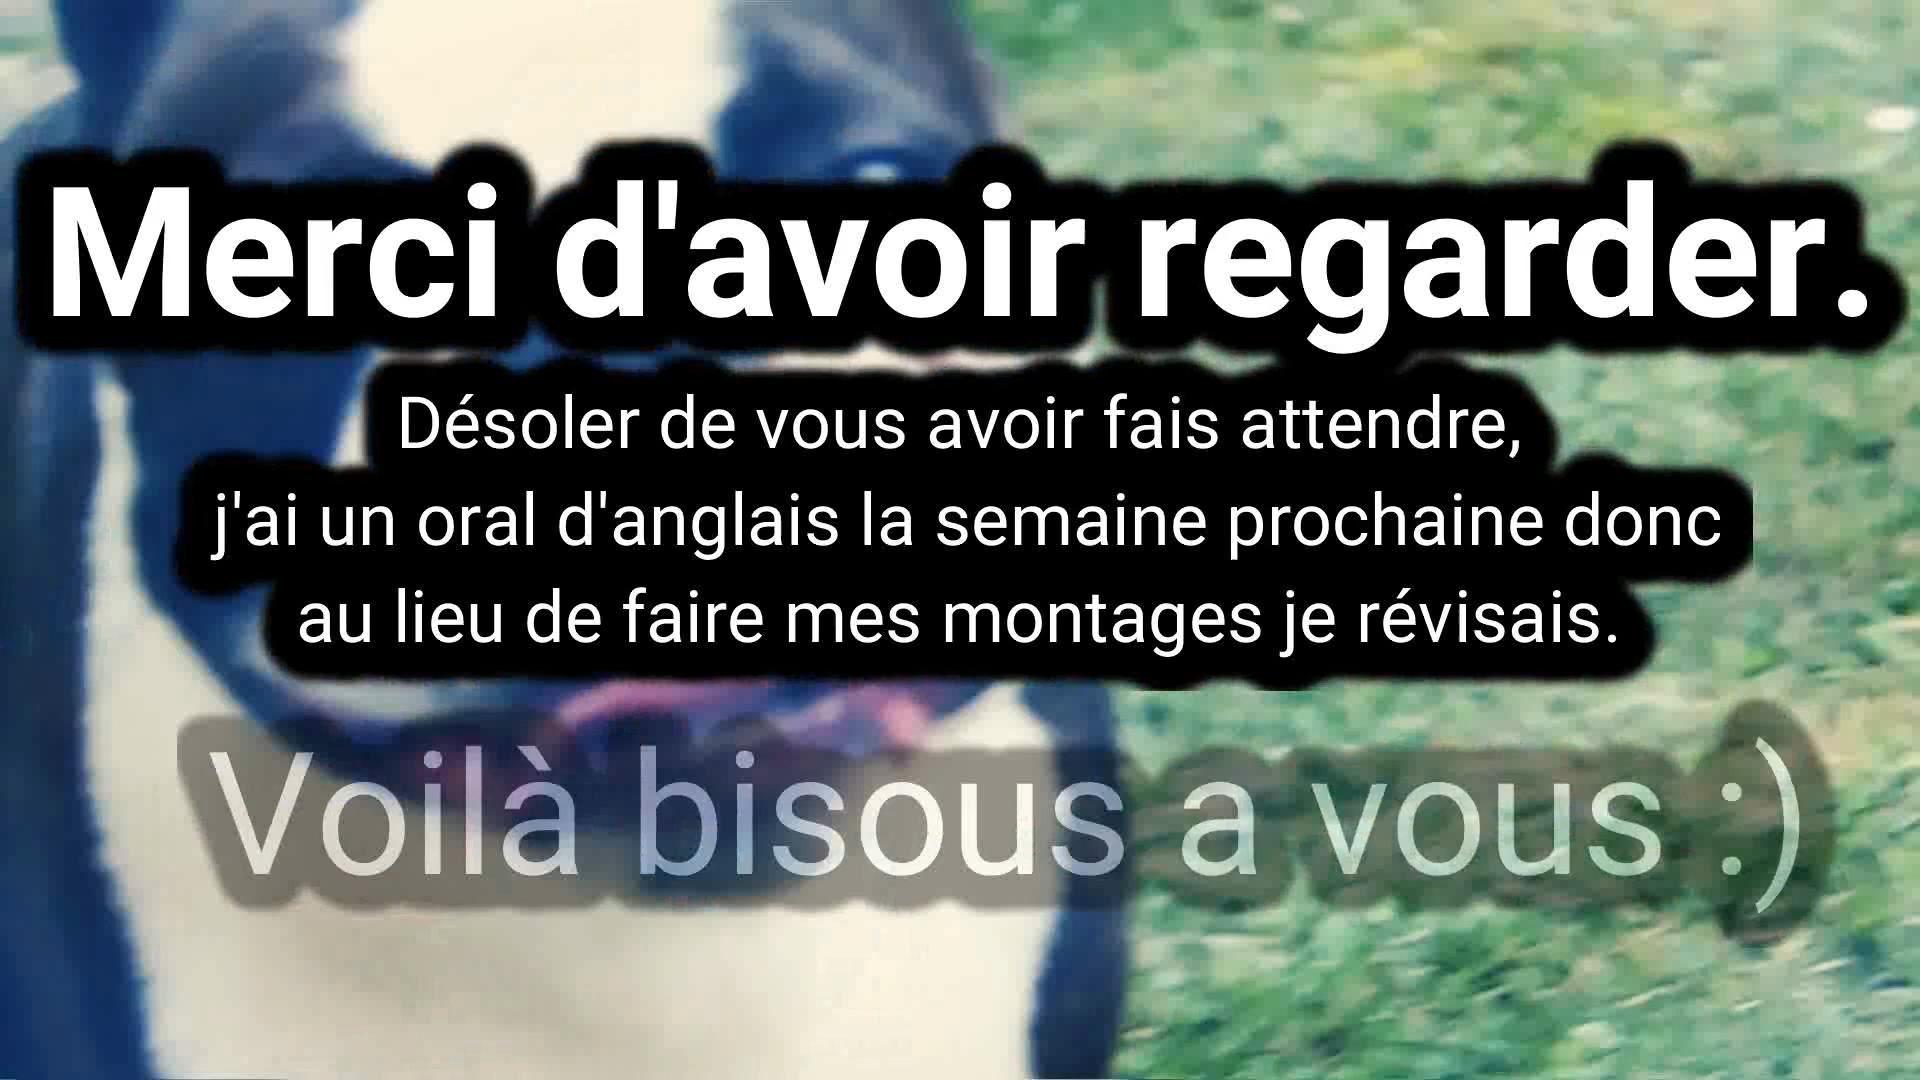 Merci d'avoir regarder.
Désoler de vous avoir fais attendre,
j'ai un oral d'anglais la semaine prochaine donc
au lieu de faire mes montages je révisais.
Voilà bisous a vous :)